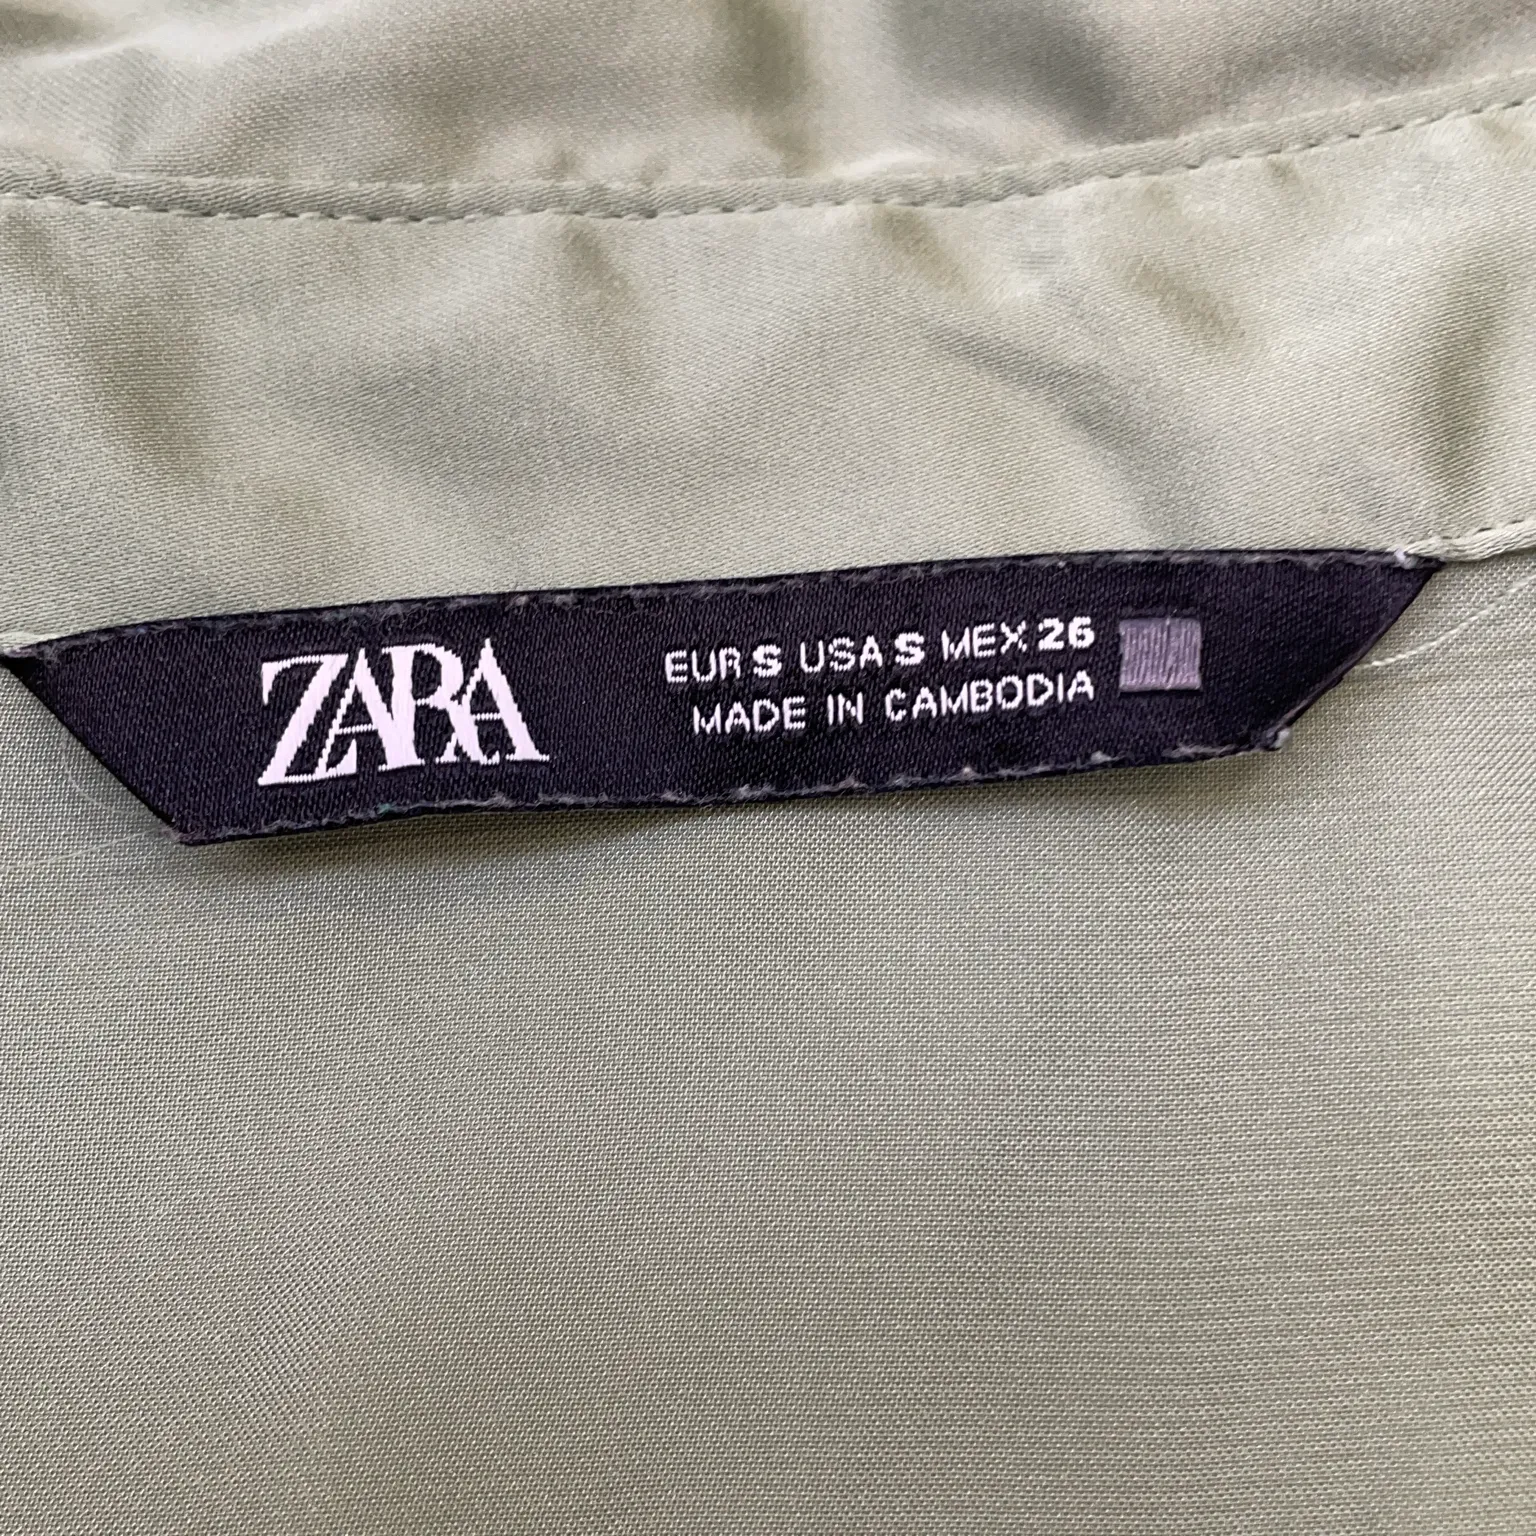 ZARA
EUR S USA S MEX 26
MADE IN CAMBODIA